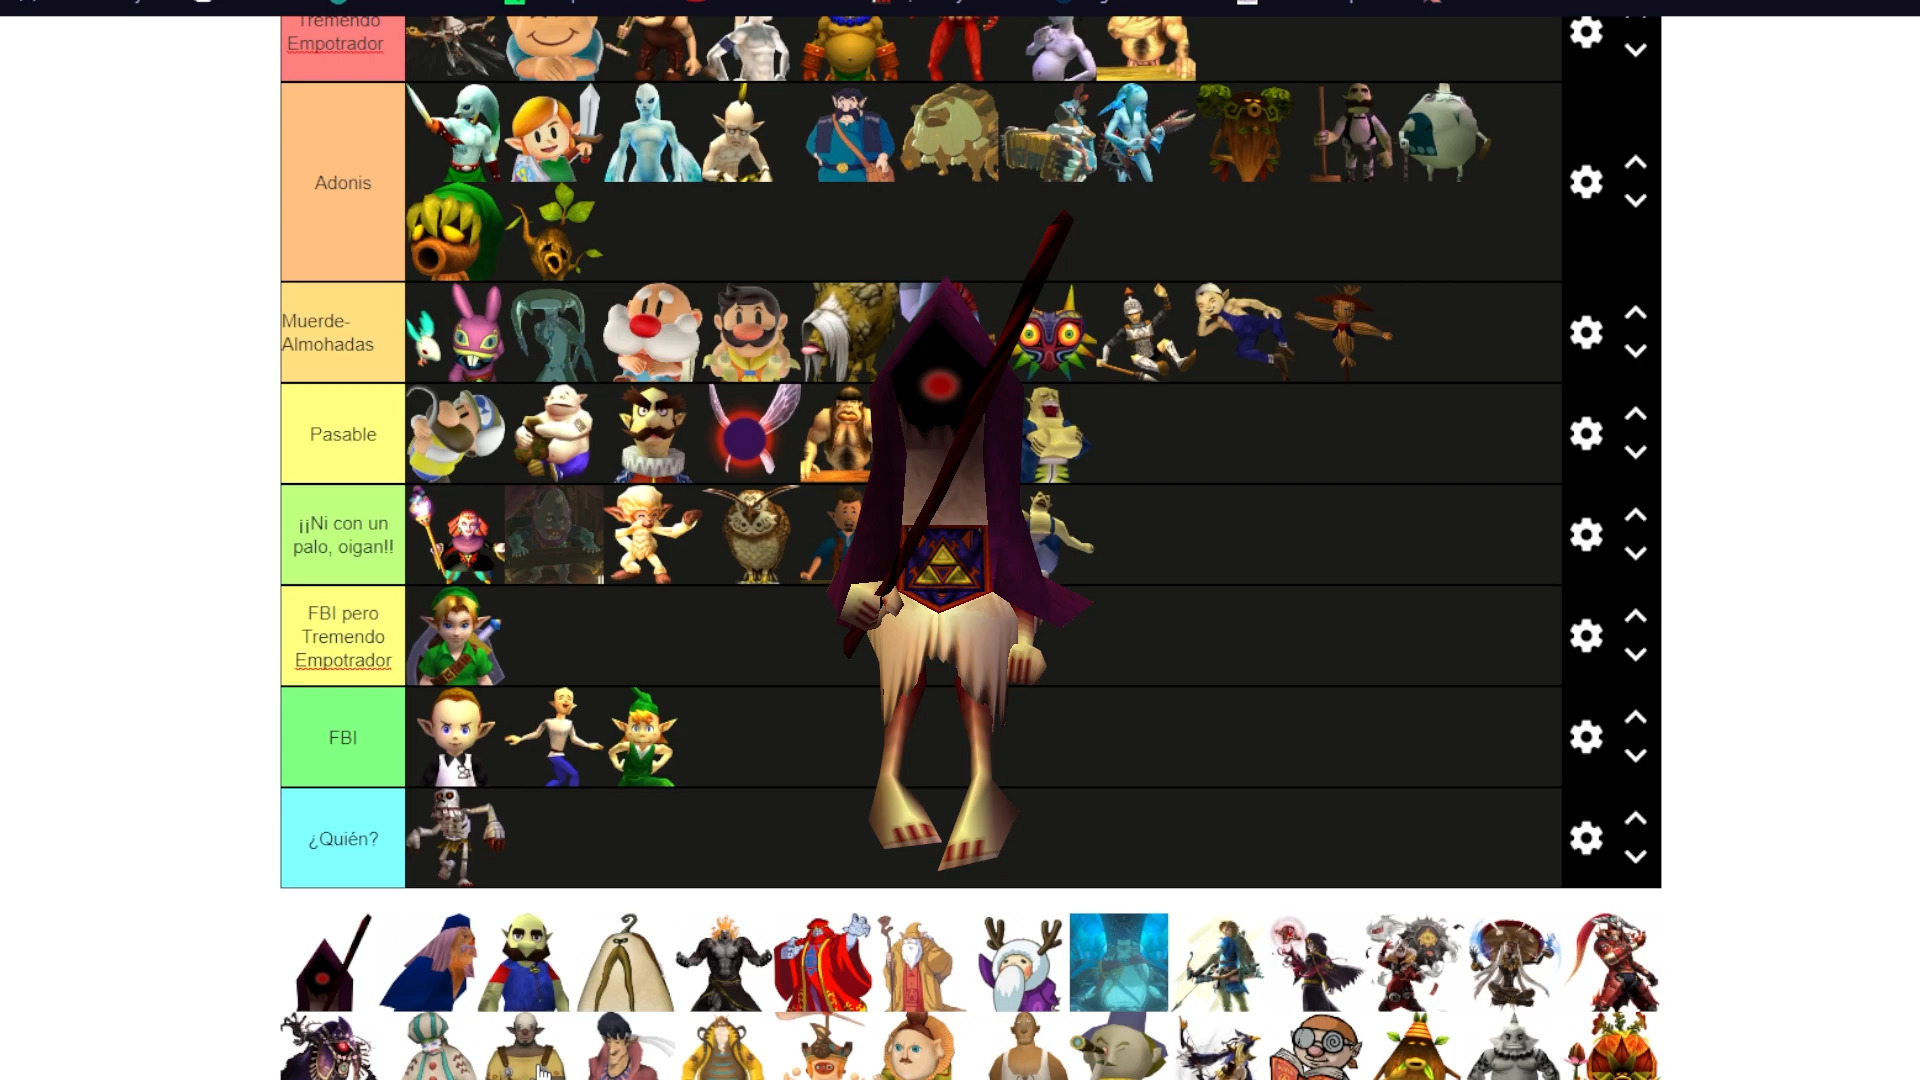 Tremendo
Empotrador
Adonis
Muerde-
Almohadas
Pasable
¡¡Ni con un
palo, oigan!!
FBI pero
Tremendo
Empotrador
FBI
¿Quién?